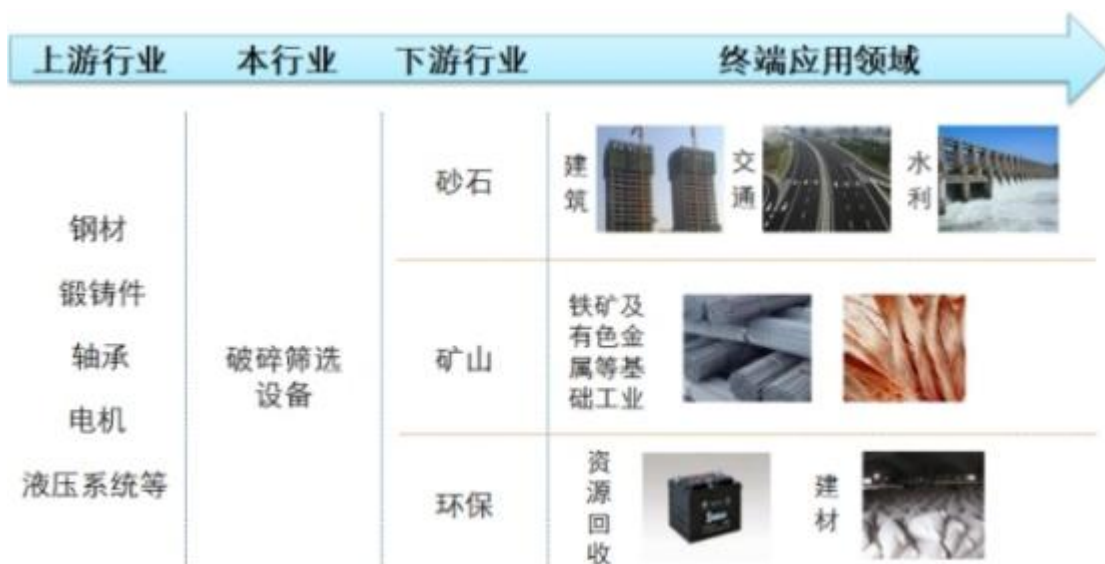 上游行业 本行业 下游行业 终端应用领域
钢材
锻铸件
轴承
电机
液压系统等
破碎筛选
设备
砂石
建筑
交通
水利
矿山
铁矿及
有色金
属等基
础工业
环保
资源回收
建材